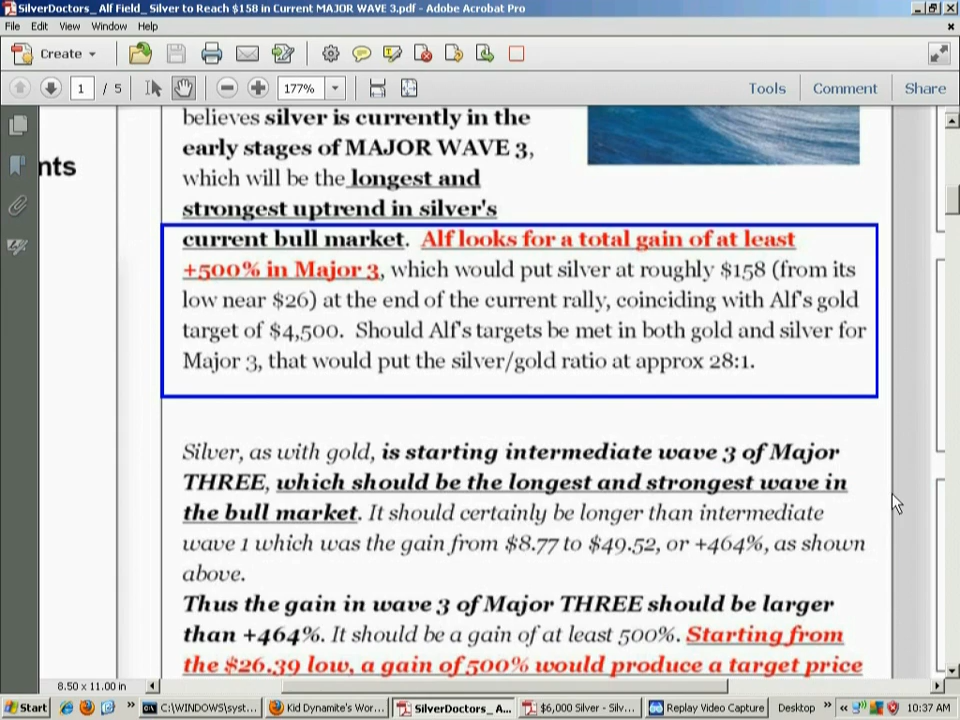 SilverDoctors_ Alf Field_ Silver to Reach $158 in Current MAJOR WAVE 3.pdf - Adobe Acrobat Pro
File Edit View Window Help
Create
1 / 5 177% Tools Comment Share
nts
believes silver is currently in the
early stages of MAJOR WAVE 3,
which will be the longest and
strongest uptrend in silver's
current bull market. Alf looks for a total gain of at least
+500% in Major 3, which would put silver at roughly $158 (from its
low near $26) at the end of the current rally, coinciding with Alf's gold
target of $4,500. Should Alf's targets be met in both gold and silver for
Major 3, that would put the silver/gold ratio at approx 28:1.
Silver, as with gold, is starting intermediate wave 3 of Major
THREE, which should be the longest and strongest wave in
the bull market. It should certainly be longer than intermediate
wave 1 which was the gain from $8.77 to $49.52, or +464%, as shown
above.
Thus the gain in wave 3 of Major THREE should be larger
than +464%. It should be a gain of at least 500%. Starting from
the $26.39 low, a gain of 500% would produce a target price
8.50 x 11.00 in
Start C:\WINDOWS\syst... Kid Dynamite's Wor... SilverDoctors_ A... $6,000 Silver - Silv... Replay Video Capture Desktop 10:37 AM